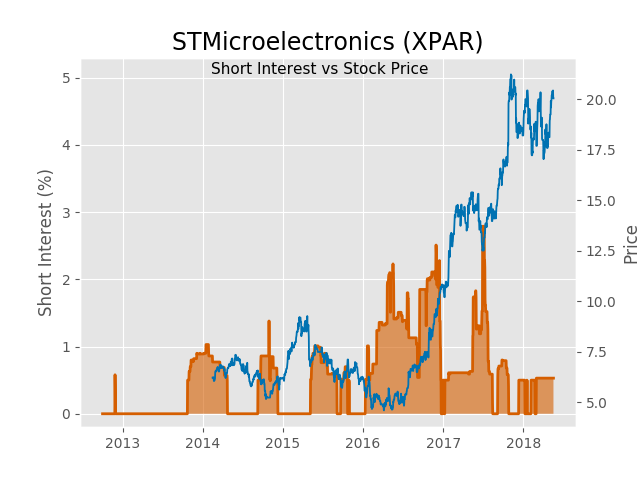 STMicroelectronics (XPAR)
Short Interest vs Stock Price
Short Interest (%)
5
4
3
2
1
0
20.0
17.5
15.0
12.5
10.0
7.5
5.0
Price
2013 2014 2015 2016 2017 2018